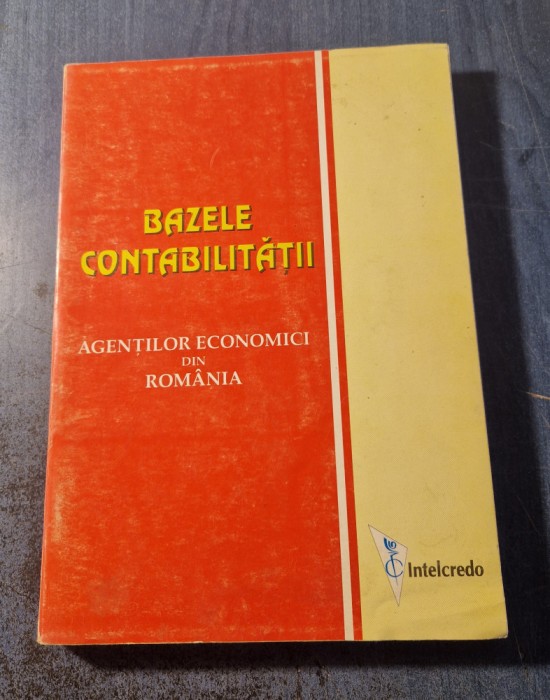 BAZELE
CONTABILITĂȚII
AGENȚILOR ECONOMICI
DIN
ROMÂNIA
Intelcredo